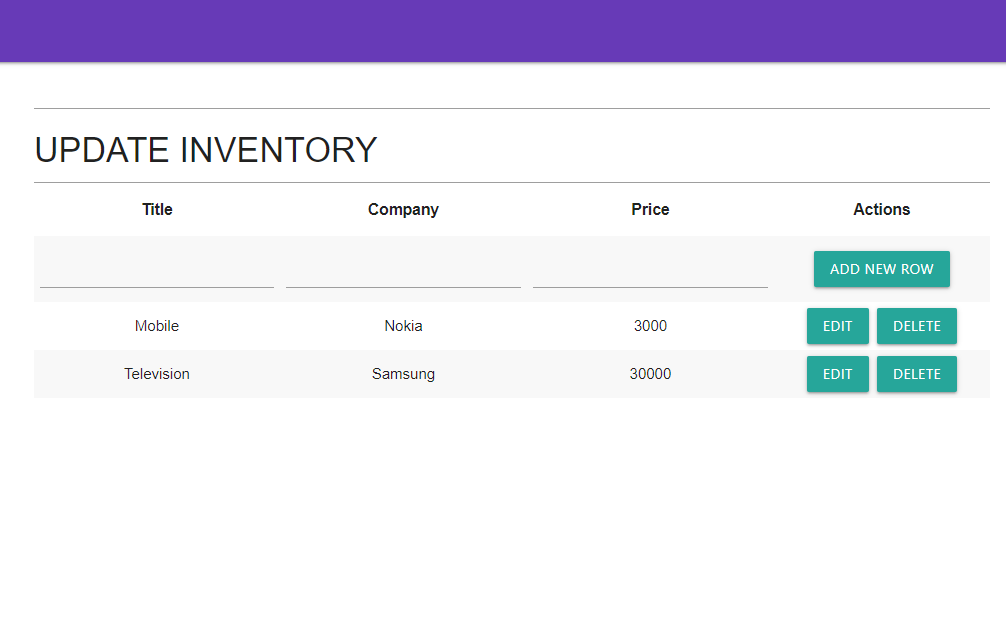 UPDATE INVENTORY
Title Company Price Actions
ADD NEW ROW
Mobile Nokia 3000 EDIT DELETE
Television Samsung 30000 EDIT DELETE